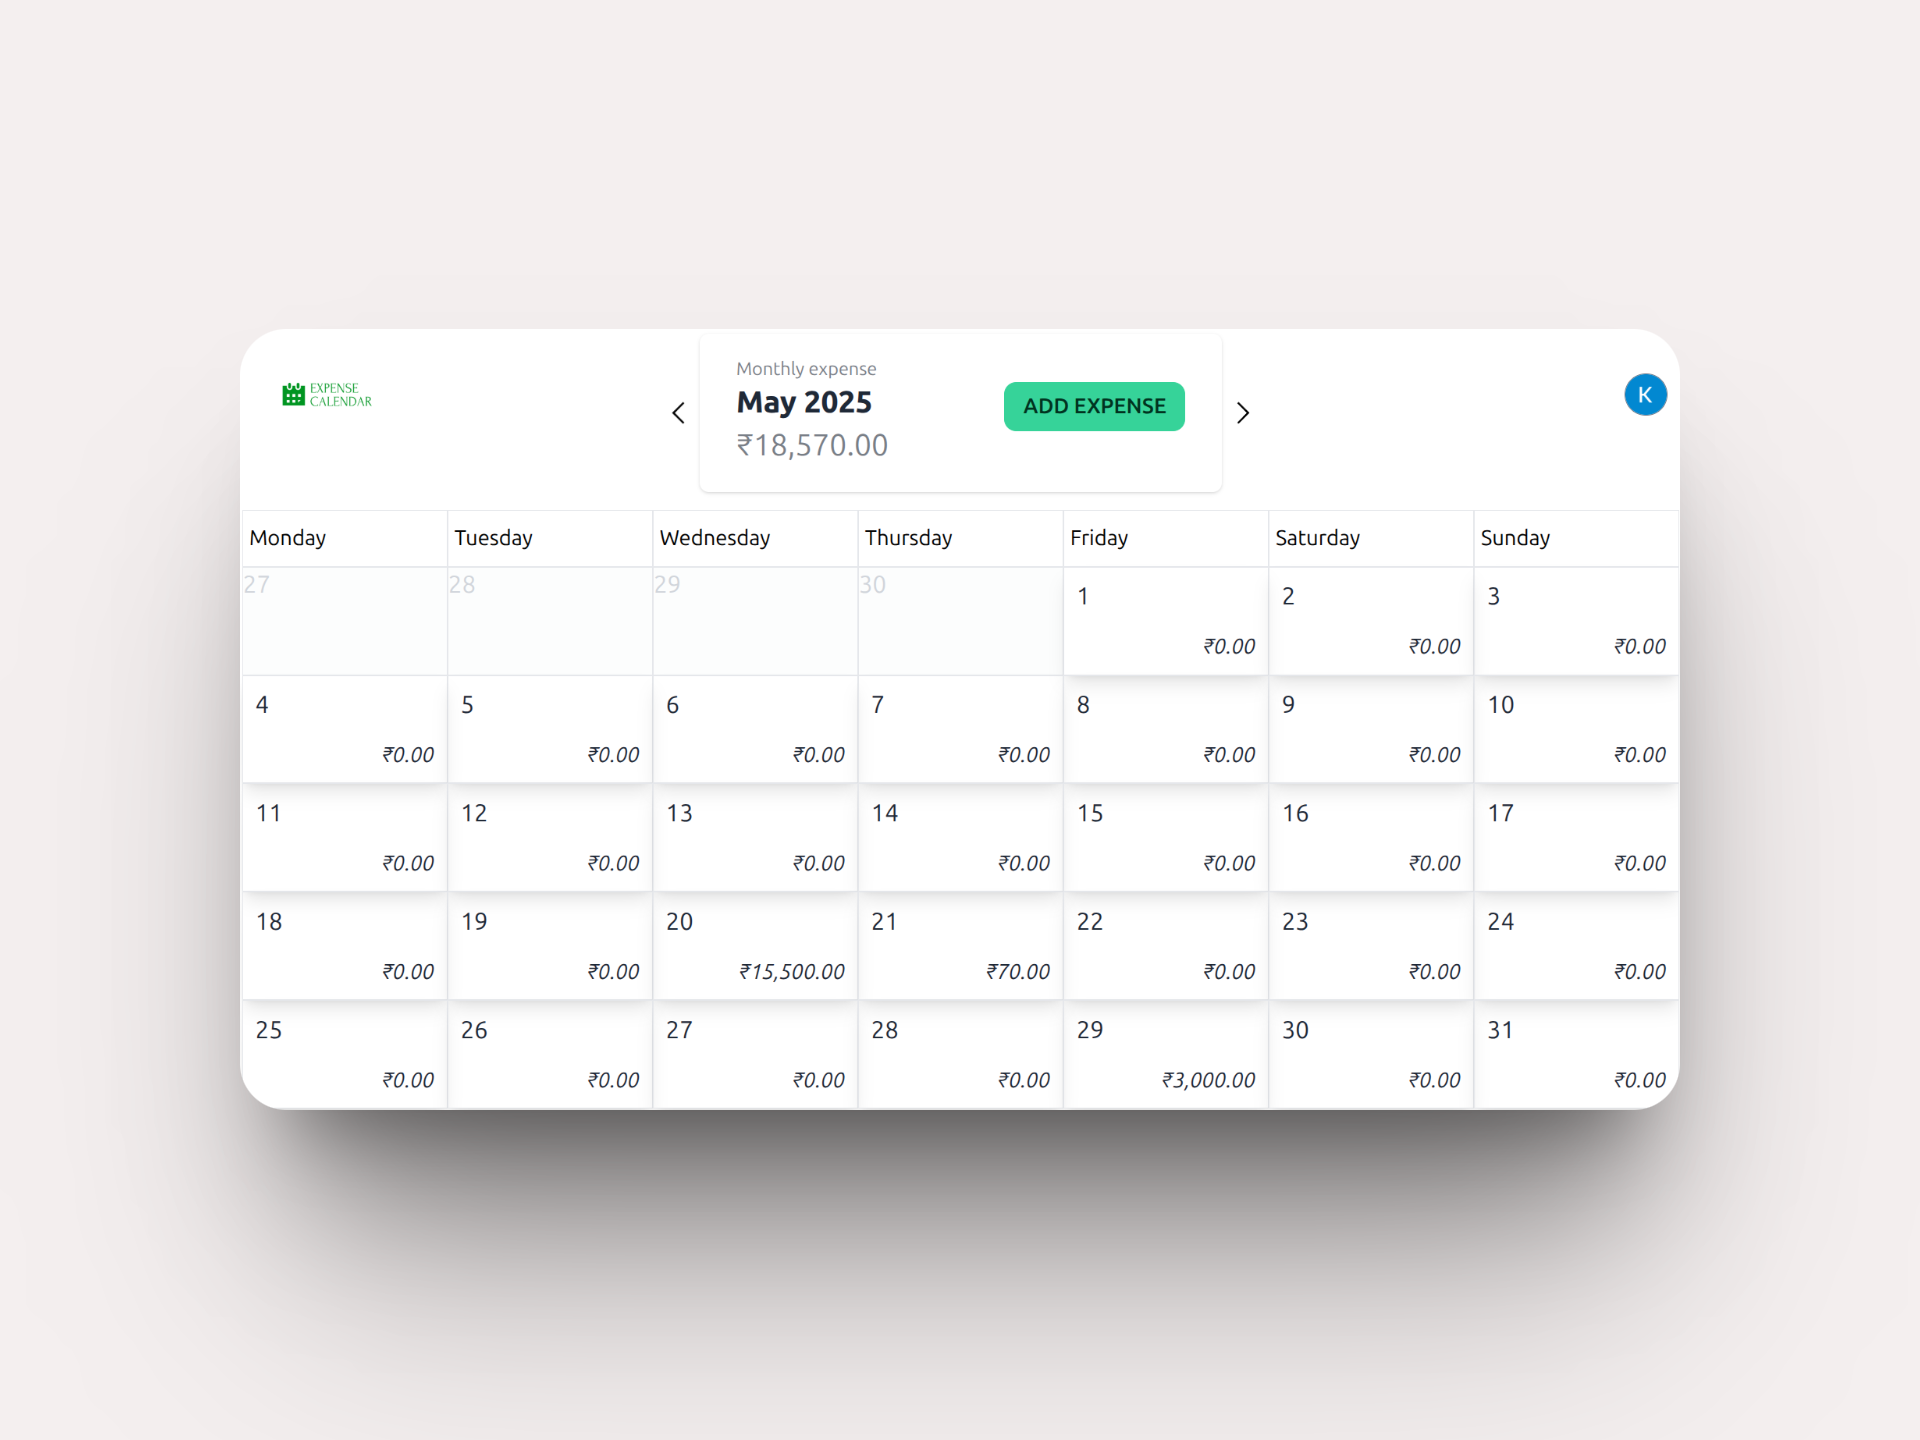 EXPENSE
CALENDAR
Monthly expense
May 2025
₹18,570.00
ADD EXPENSE
K
Monday Tuesday Wednesday Thursday Friday Saturday Sunday
27 28 29 30 1 2 3
₹0.00 ₹0.00 ₹0.00
4 5 6 7 8 9 10
₹0.00 ₹0.00 ₹0.00 ₹0.00 ₹0.00 ₹0.00 ₹0.00
11 12 13 14 15 16 17
₹0.00 ₹0.00 ₹0.00 ₹0.00 ₹0.00 ₹0.00 ₹0.00
18 19 20 21 22 23 24
₹0.00 ₹0.00 ₹15,500.00 ₹70.00 ₹0.00 ₹0.00 ₹0.00
25 26 27 28 29 30 31
₹0.00 ₹0.00 ₹0.00 ₹0.00 ₹3,000.00 ₹0.00 ₹0.00